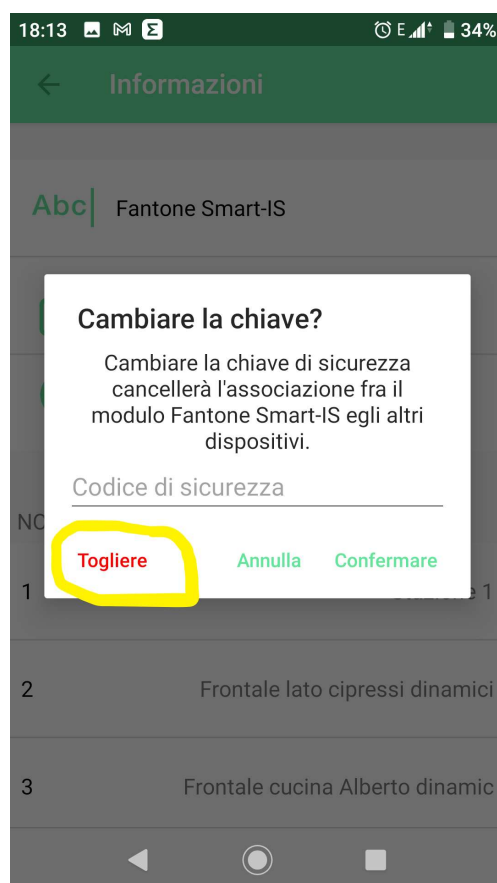 18:13 Σ E 34%
Informazioni
Abc Fantone Smart-IS
Cambiare la chiave?
Cambiare la chiave di sicurezza
cancellerà l'associazione fra il
modulo Fantone Smart-IS egli altri
dispositivi.
Codice di sicurezza
NO
Togliere Annulla Confermare
1 1
2 Frontale lato cipressi dinamici
3 Frontale cucina Alberto dinamic